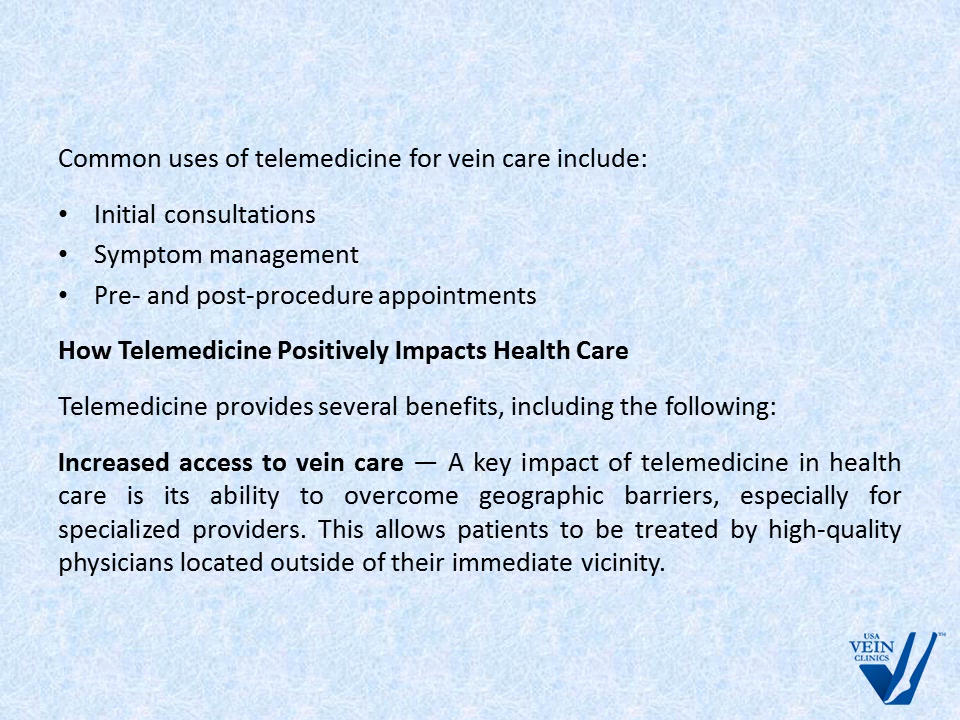 Common uses of telemedicine for vein care include:
• Initial consultations
• Symptom management
• Pre- and post-procedure appointments
How Telemedicine Positively Impacts Health Care
Telemedicine provides several benefits, including the following:
Increased access to vein care — A key impact of telemedicine in health
care is its ability to overcome geographic barriers, especially for
specialized providers. This allows patients to be treated by high-quality
physicians located outside of their immediate vicinity.
USA
VEIN
CLINICS
™